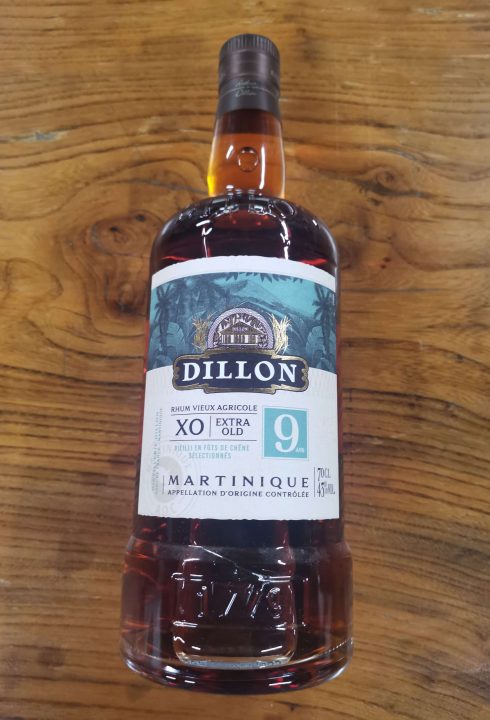 DILLON
DILLON
RHUM VIEUX AGRICOLE
XO EXTRA OLD
9 ANS
VIEILLI EN FÛTS DE CHÊNE
SÉLECTIONNÉS
MARTINIQUE
APPELLATION D'ORIGINE CONTRÔLÉE
70CL
45%VOL.
1779